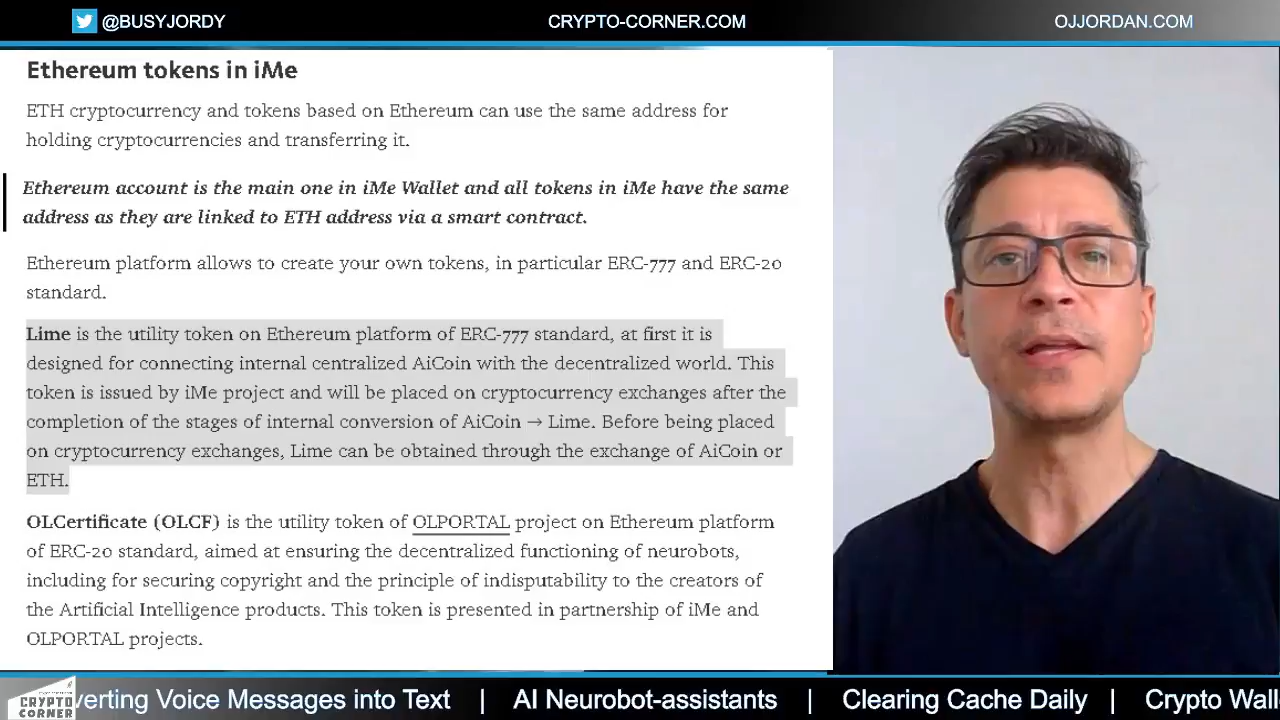 @BUSYJORDY
CRYPTO-CORNER.COM
OJJORDAN.COM
Ethereum tokens in iMe
ETH cryptocurrency and tokens based on Ethereum can use the same address for
holding cryptocurrencies and transferring it.
Ethereum account is the main one in iMe Wallet and all tokens in iMe have the same
address as they are linked to ETH address via a smart contract.
Ethereum platform allows to create your own tokens, in particular ERC-777 and ERC-20
standard.
Lime is the utility token on Ethereum platform of ERC-777 standard, at first it is
designed for connecting internal centralized AiCoin with the decentralized world. This
token is issued by iMe project and will be placed on cryptocurrency exchanges after the
completion of the stages of internal conversion of AiCoin → Lime. Before being placed
on cryptocurrency exchanges, Lime can be obtained through the exchange of AiCoin or
ETH.
OLCertificate (OLCF) is the utility token of OLPORTAL project on Ethereum platform
of ERC-20 standard, aimed at ensuring the decentralized functioning of neurobots,
including for securing copyright and the principle of indisputability to the creators of
the Artificial Intelligence products. This token is presented in partnership of iMe and
OLPORTAL projects.
CRYPTO
CORNER
verting Voice Messages into Text | AI Neurobot-assistants | Clearing Cache Daily | Crypto Wall